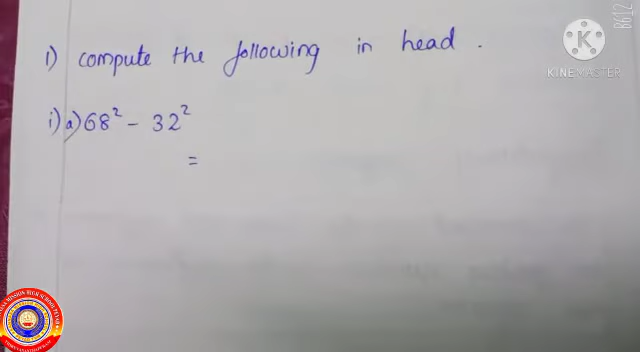 1) compute the following in head .
i) a) 68² - 32²
=
KINEMASTER